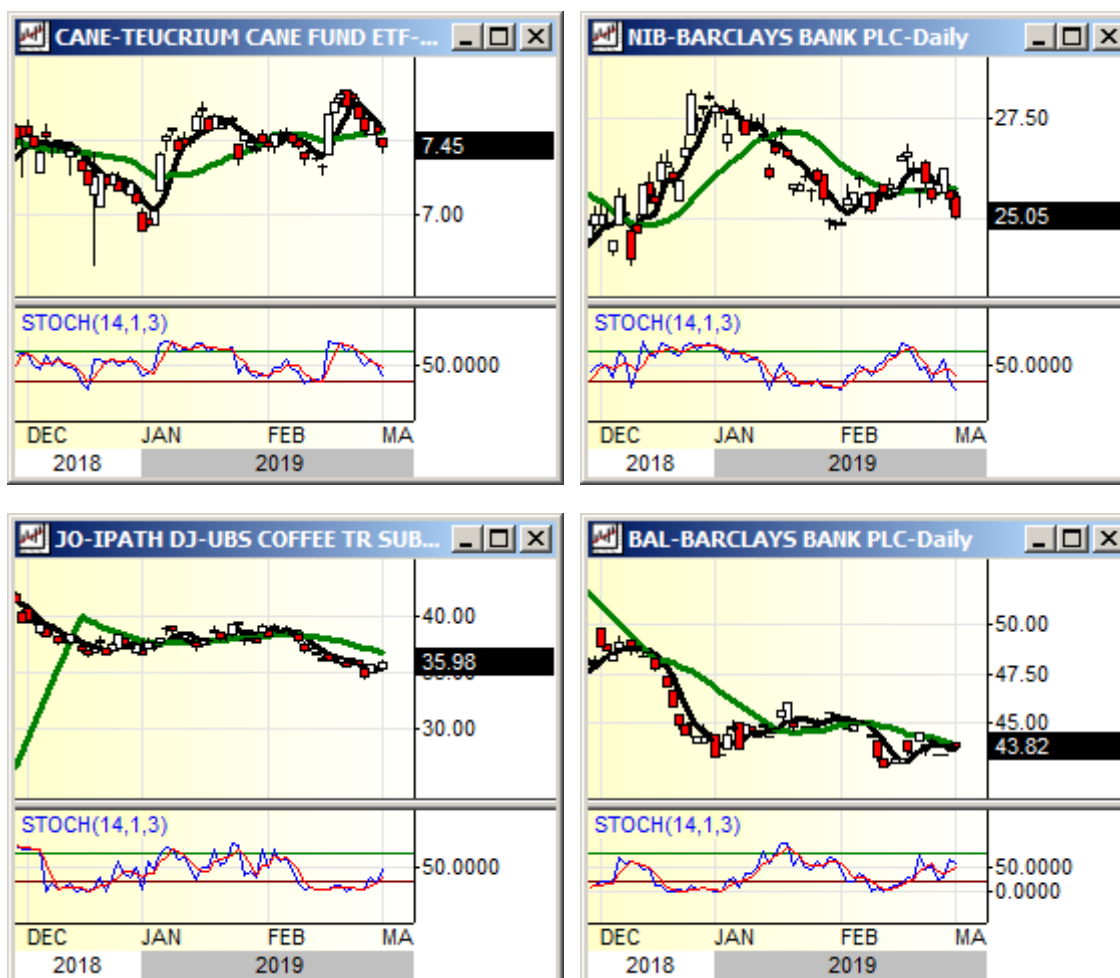 CANE-TEUCRIUM CANE FUND ETF-...
7.45
7.00
STOCH(14,1,3)
50.0000
DEC JAN FEB MA
2018 2019
NIB-BARCLAYS BANK PLC-Daily
27.50
25.05
STOCH(14,1,3)
50.0000
DEC JAN FEB MA
2018 2019
JO-IPATH DJ-UBS COFFEE TR SUB...
40.00
35.98
30.00
STOCH(14,1,3)
50.0000
DEC JAN FEB MA
2018 2019
BAL-BARCLAYS BANK PLC-Daily
50.00
47.50
45.00
43.82
STOCH(14,1,3)
50.0000
0.0000
DEC JAN FEB MA
2018 2019